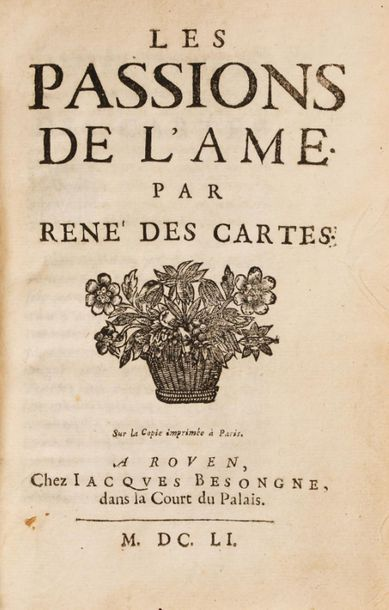 LES
PASSIONS
DE L'AME.
PAR
RENE' DES CARTES.
Sur la Copie imprimée à Paris.
A ROVEN,
Chez IACQVES BESONGNE,
dans la Court du Palais.
M. DC. LI.